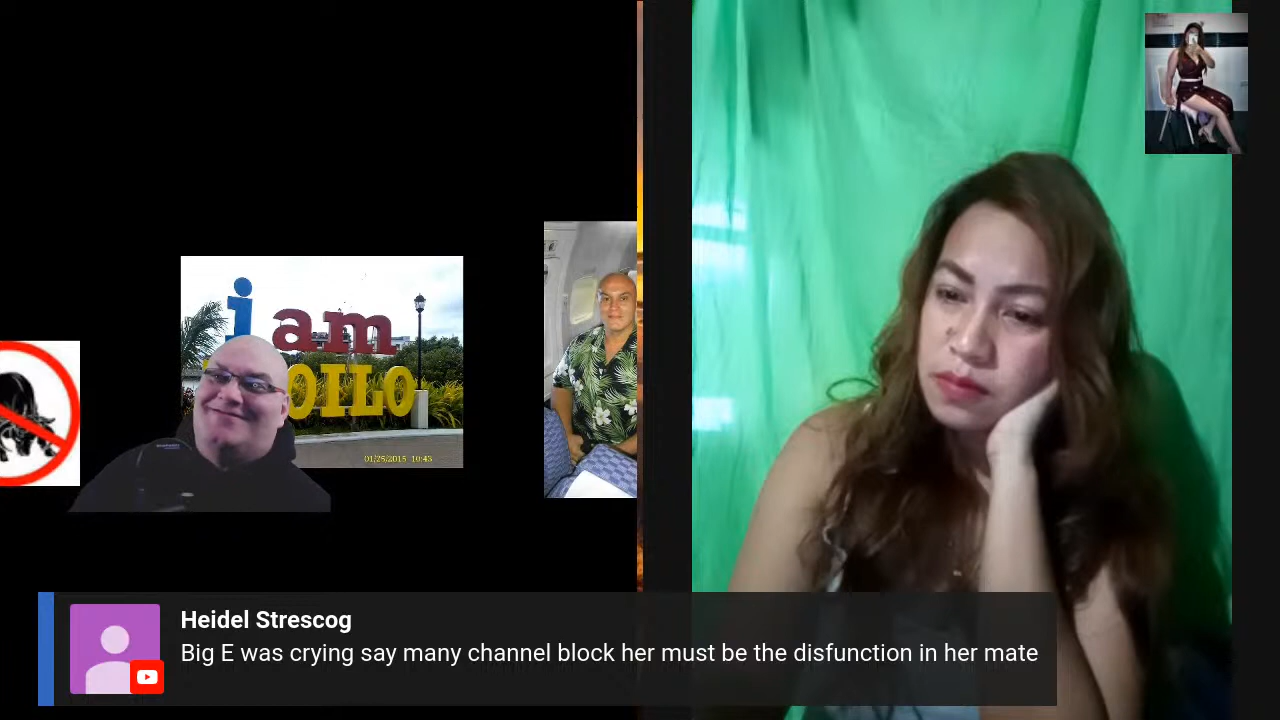 i am
OILO
01/25/2015 10:43
Heidel Strescog
Big E was crying say many channel block her must be the disfunction in her mate